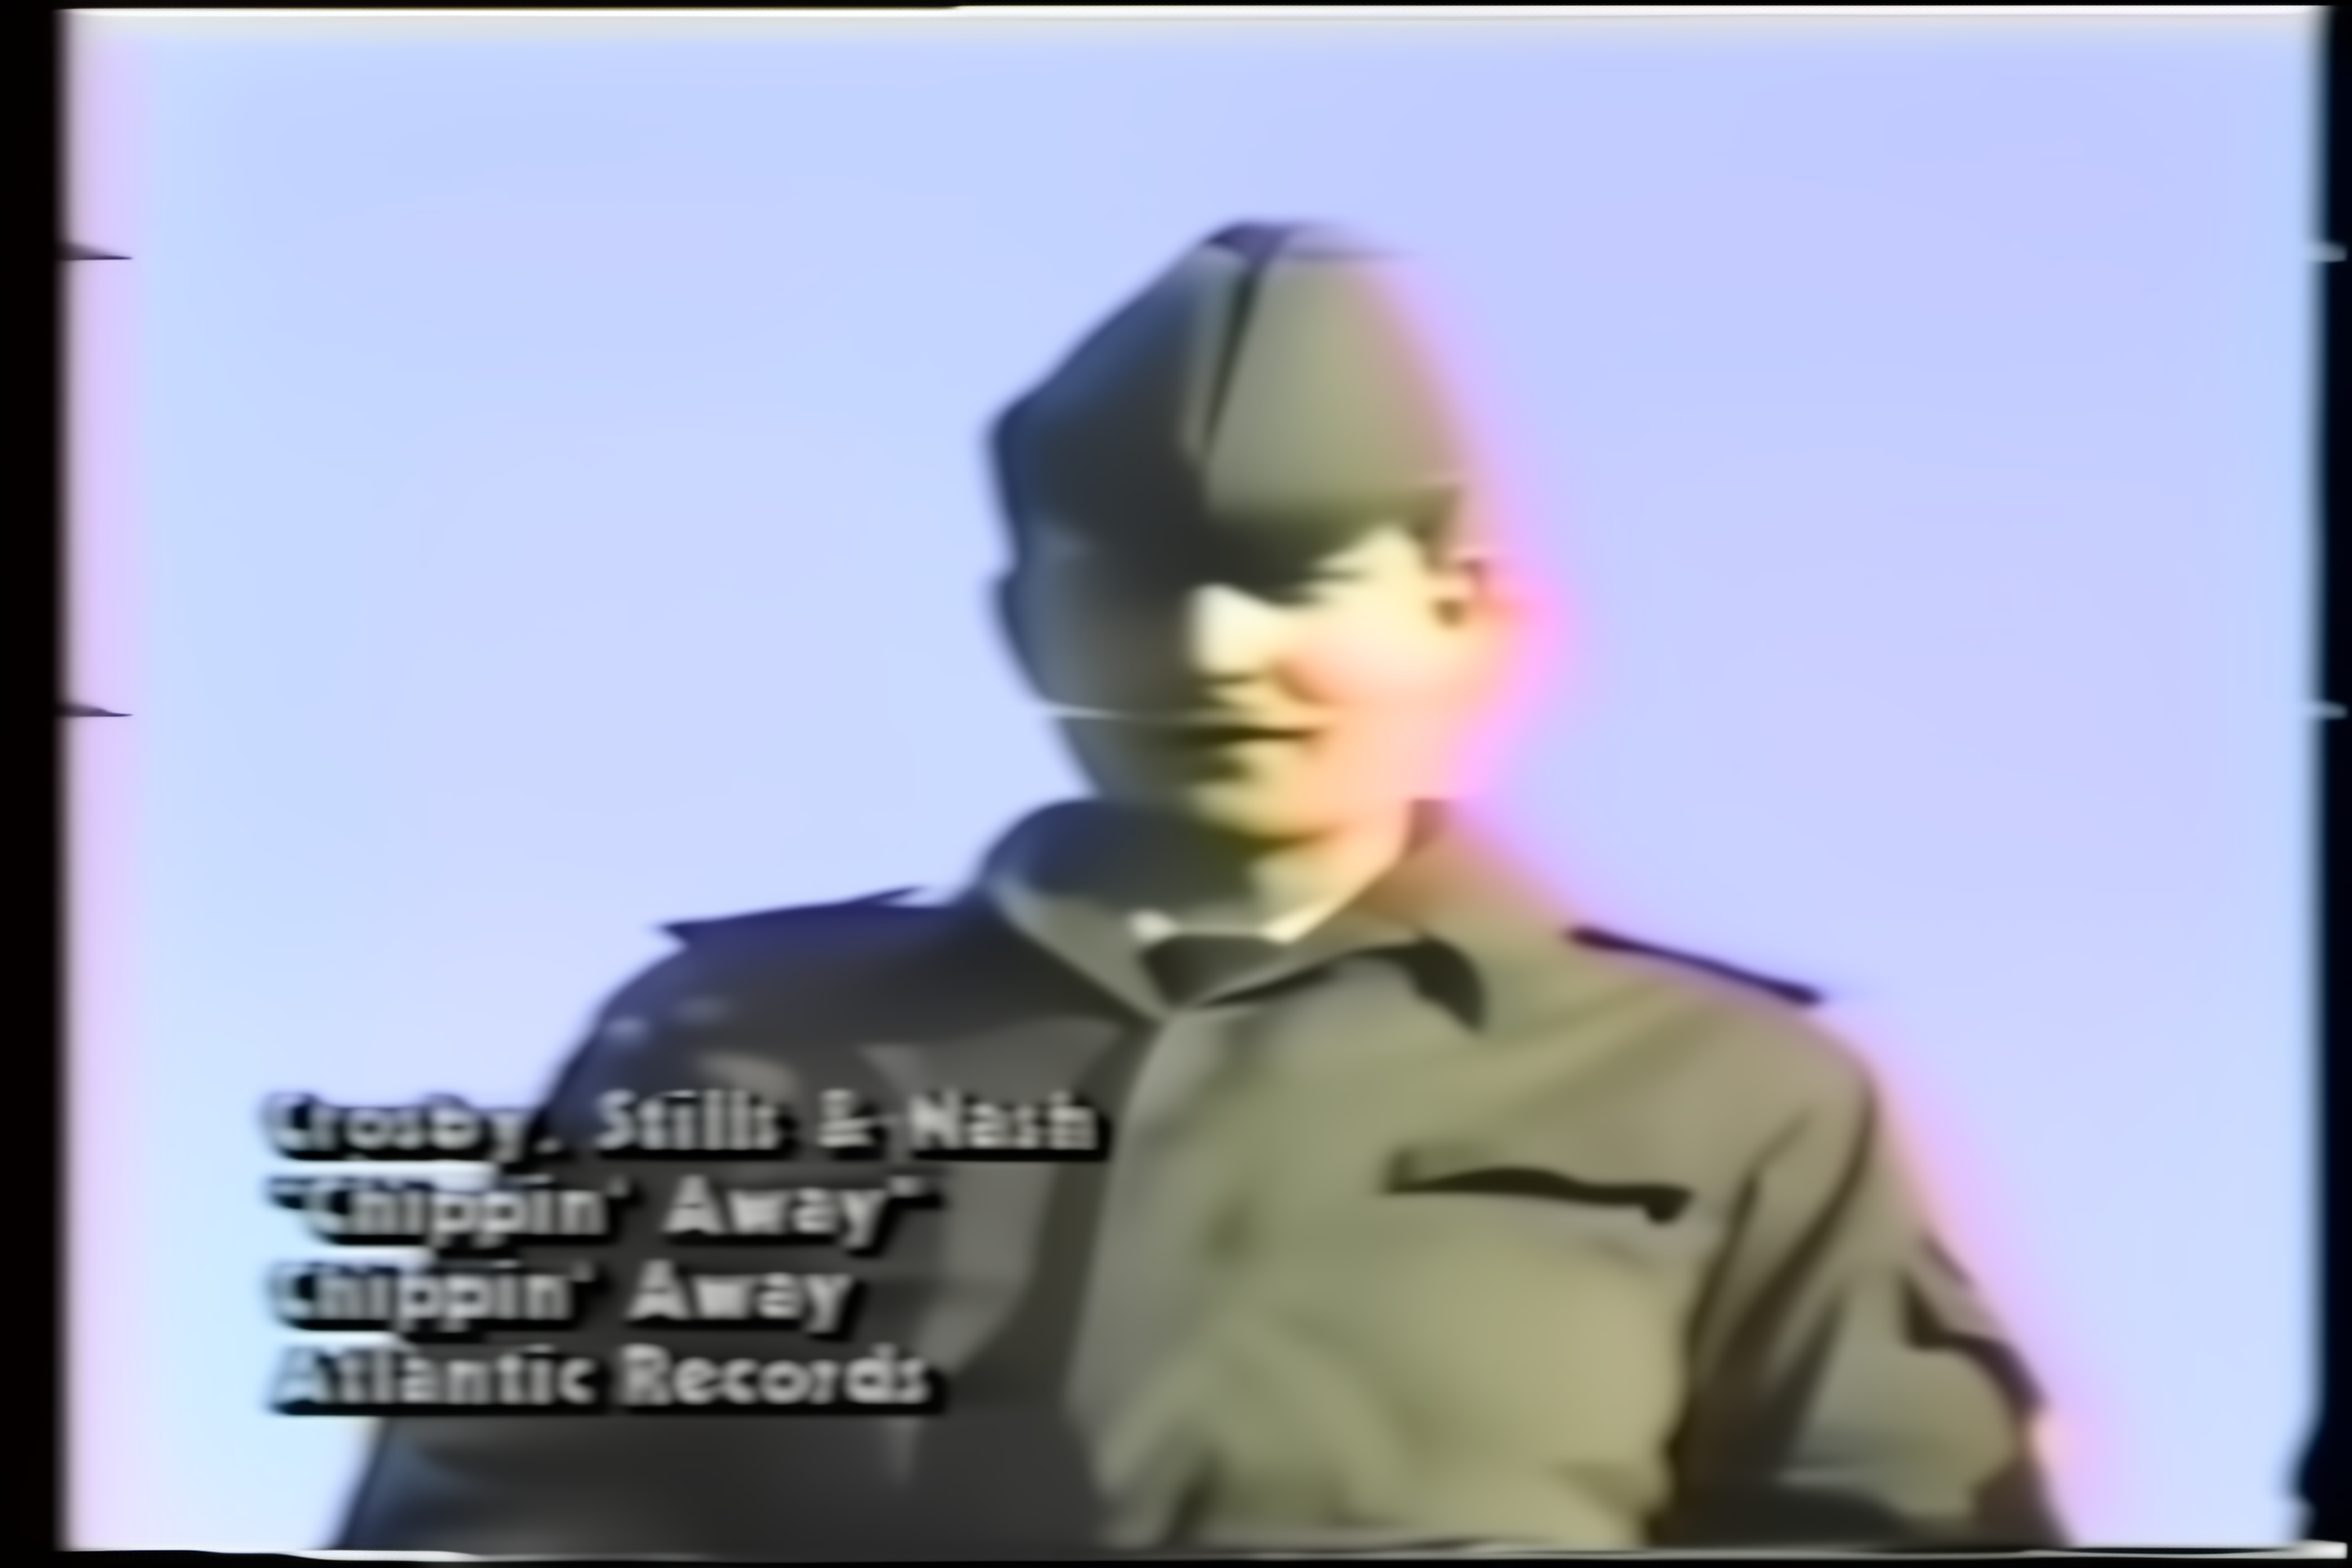 Crosby, Stills & Nash
"Chippin' Away"
Chippin' Away
Atlantic Records